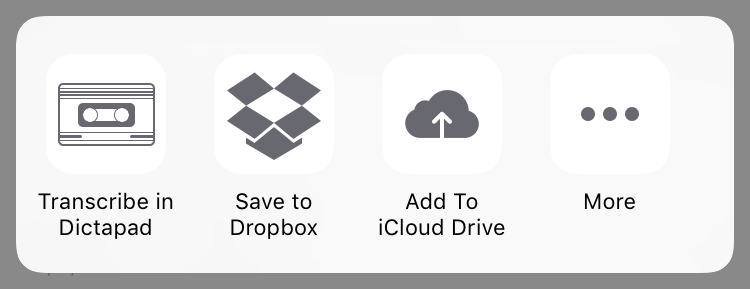 Transcribe in
Dictapad
Save to
Dropbox
Add To
iCloud Drive
More